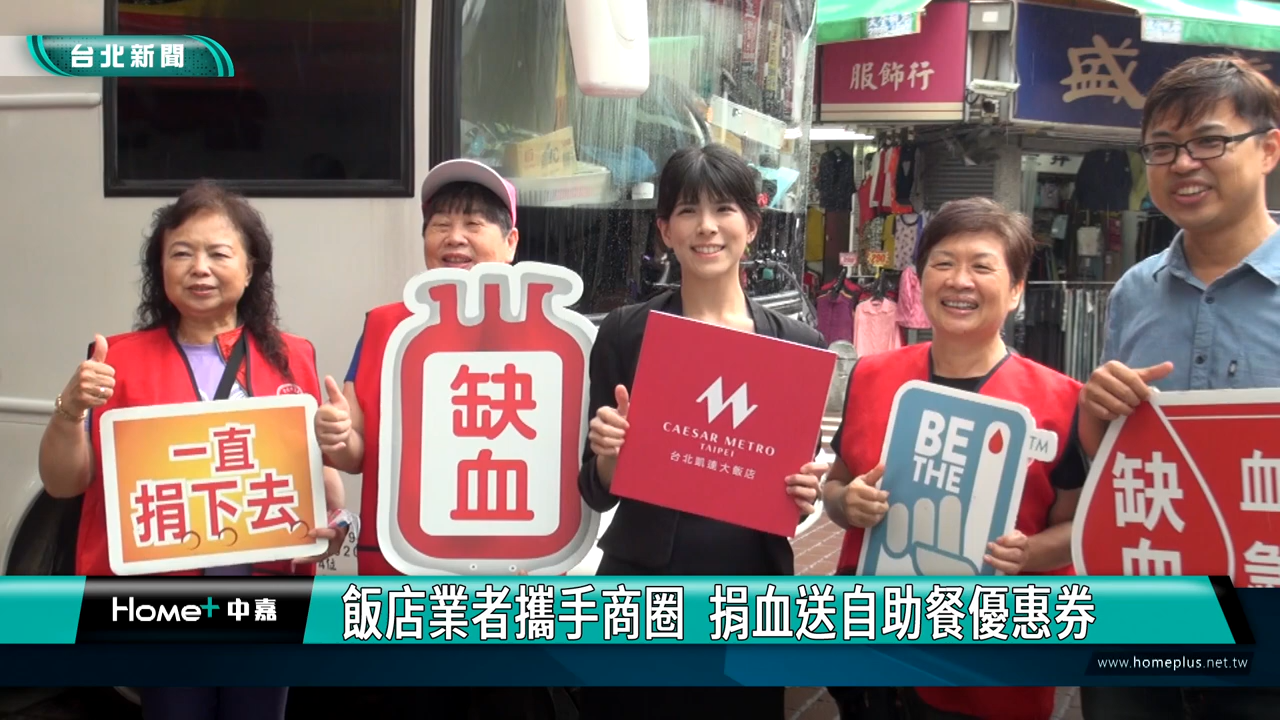 台北新聞
服飾行
盛
一直
捐下去
缺
血
CAESAR METRO
TAIPEI
台北凱達大飯店
BE
THE
TM
缺
血
血
急
Home+ 中嘉
飯店業者攜手商圈 捐血送自助餐優惠券
www.homeplus.net.tw